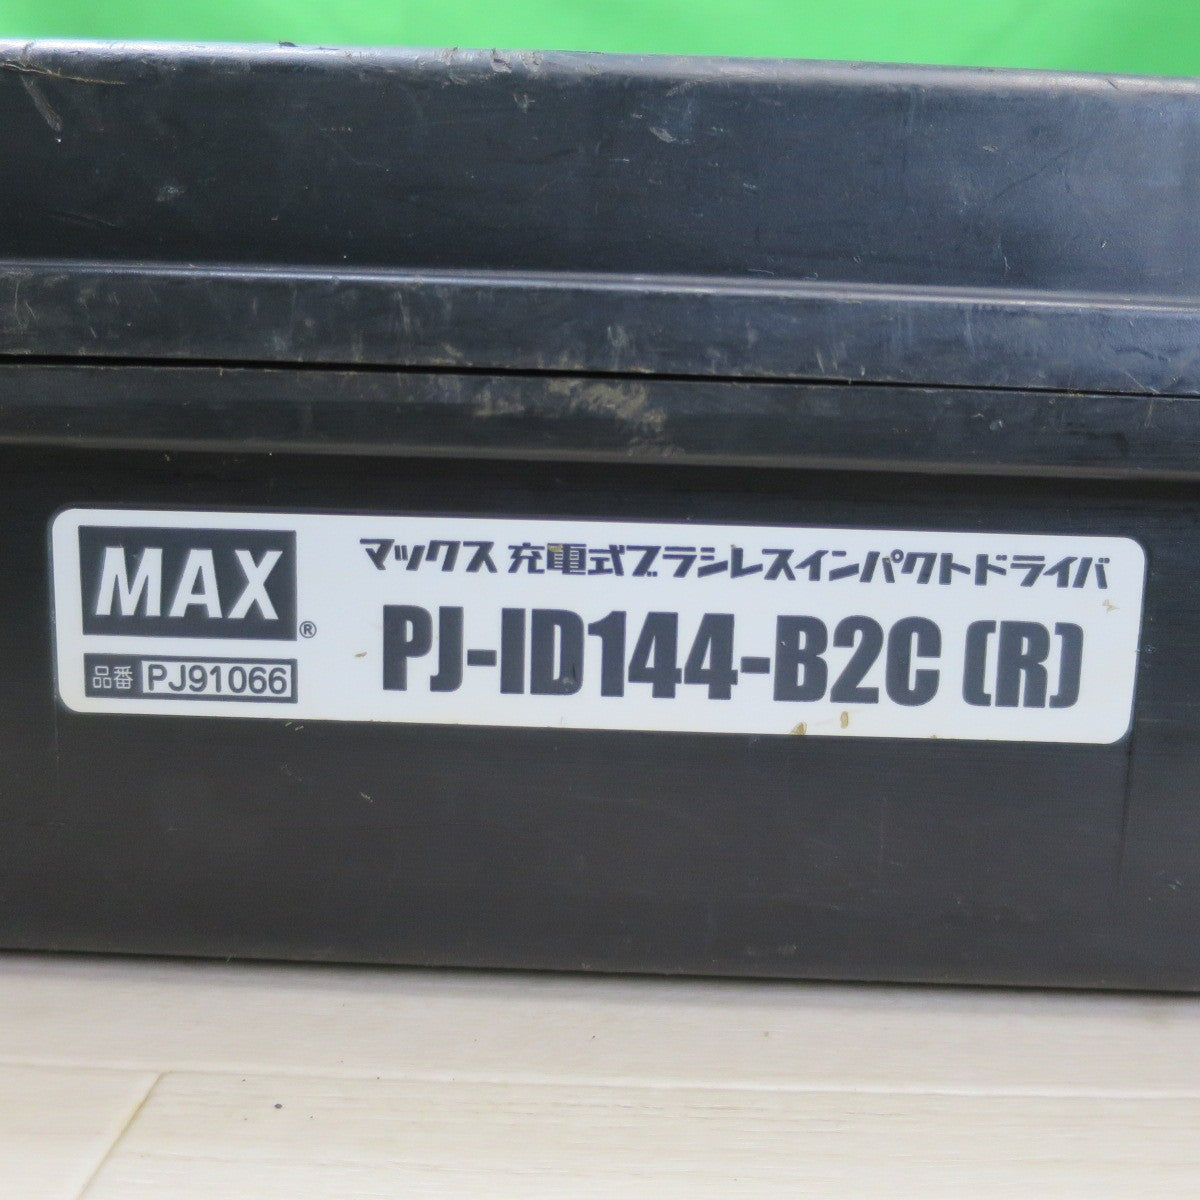 MAX®
品番 PJ91066
マックス 充電式ブラシレスインパクトドライバ
PJ-ID144-B2C (R)